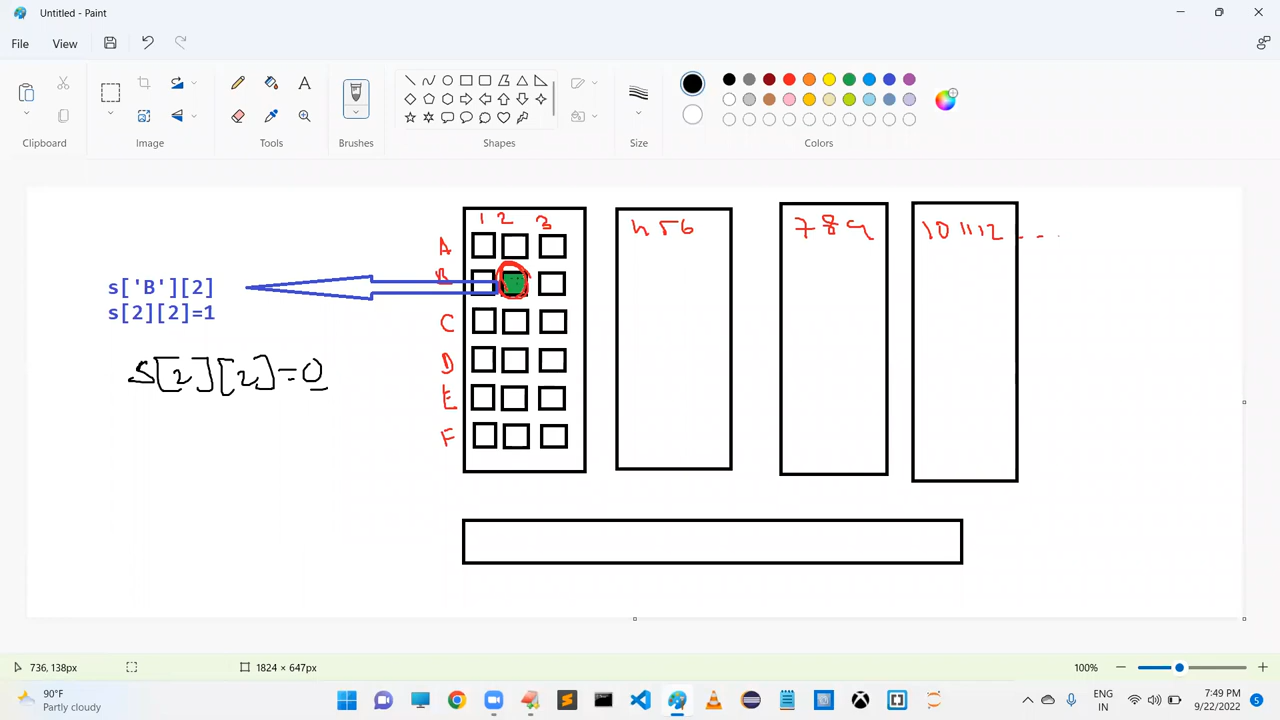 Untitled - Paint
File View
Clipboard Image Tools Brushes Shapes Size Colors
A
1 2 3
4 5 6
7 8 9
10 11 12 ...
A
B
s['B'][2]
s[2][2]=1
C
s[2][2]=0
D
E
F
736, 138px
1824 × 647px
100%
90°F
Partly cloudy
ENG
IN
7:49 PM
9/22/2022
5